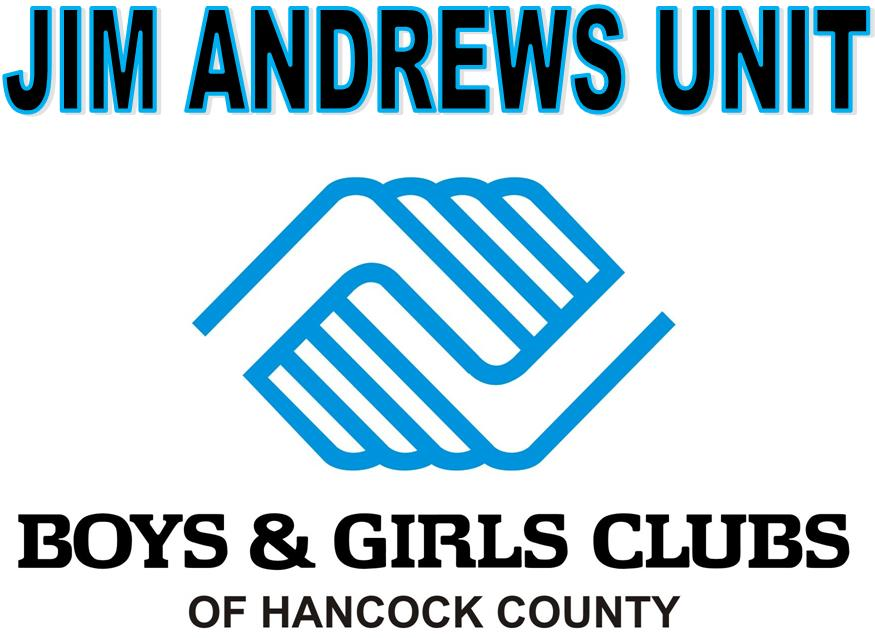 JIM ANDREWS UNIT
BOYS & GIRLS CLUBS
OF HANCOCK COUNTY